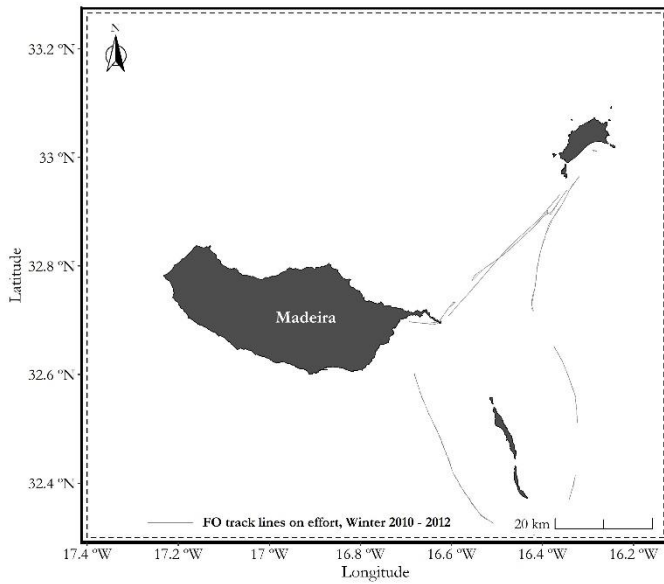 N
33.2 °N
33 °N
32.8 °N
32.6 °N
32.4 °N
Latitude
Madeira
FO track lines on effort, Winter 2010 - 2012
20 km
17.4 °W 17.2 °W 17 °W 16.8 °W 16.6 °W 16.4 °W 16.2 °W
Longitude